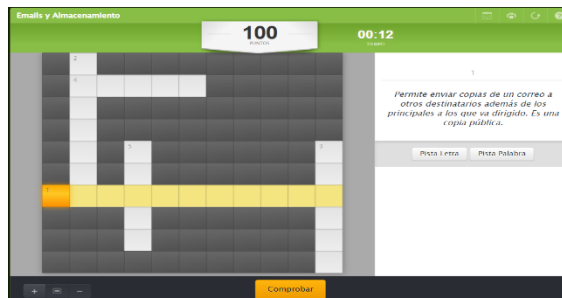 Emails y Almacenamiento
100
PUNTOS
00:12
TIEMPO
2
4
5
1
1
Permite enviar copias de un correo a
otros destinatarios además de los
principales a los que va dirigido. Es una
copia pública.
Pista Letra
Pista Palabra
Comprobar